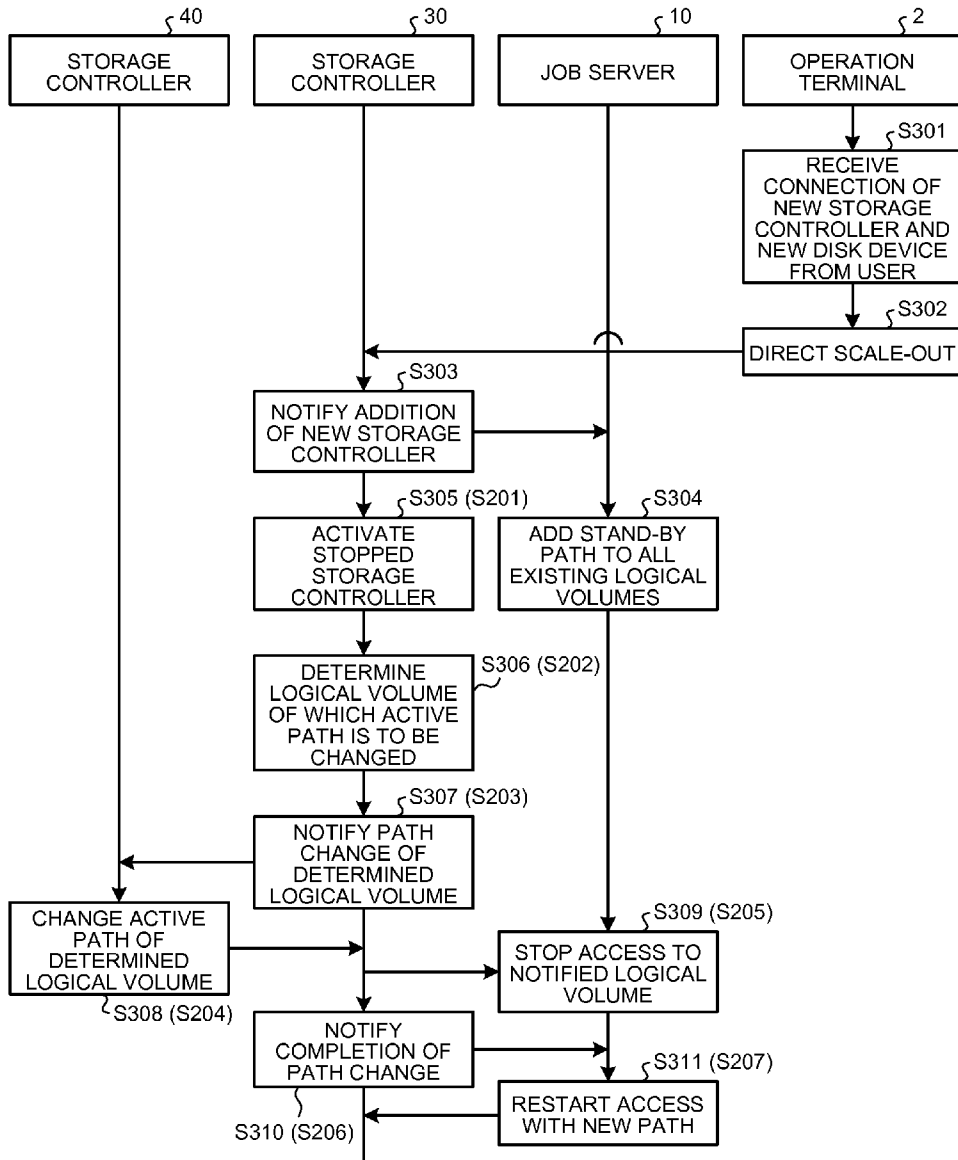 40
30
10
2
STORAGE
CONTROLLER
STORAGE
CONTROLLER
JOB SERVER
OPERATION
TERMINAL
S301
RECEIVE
CONNECTION OF
NEW STORAGE
CONTROLLER AND
NEW DISK DEVICE
FROM USER
S302
DIRECT SCALE-OUT
S303
NOTIFY ADDITION
OF NEW STORAGE
CONTROLLER
S305 (S201)
ACTIVATE
STOPPED
STORAGE
CONTROLLER
S304
ADD STAND-BY
PATH TO ALL
EXISTING LOGICAL
VOLUMES
S306 (S202)
DETERMINE
LOGICAL VOLUME
OF WHICH ACTIVE
PATH IS TO BE
CHANGED
S307 (S203)
NOTIFY PATH
CHANGE OF
DETERMINED
LOGICAL VOLUME
CHANGE ACTIVE
PATH OF
DETERMINED
LOGICAL VOLUME
S308 (S204)
S309 (S205)
STOP ACCESS TO
NOTIFIED LOGICAL
VOLUME
NOTIFY
COMPLETION OF
PATH CHANGE
S310 (S206)
S311 (S207)
RESTART ACCESS
WITH NEW PATH